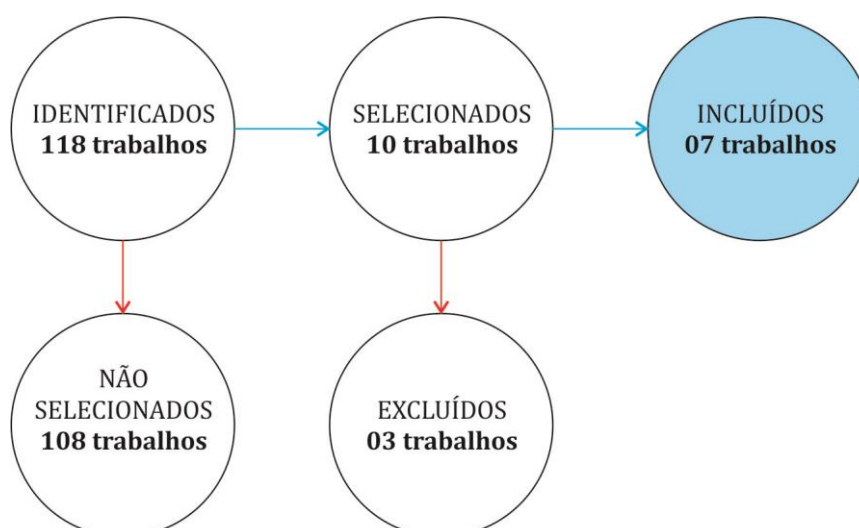 IDENTIFICADOS
118 trabalhos
SELECIONADOS
10 trabalhos
INCLUÍDOS
07 trabalhos
NÃO
SELECIONADOS
108 trabalhos
EXCLUÍDOS
03 trabalhos